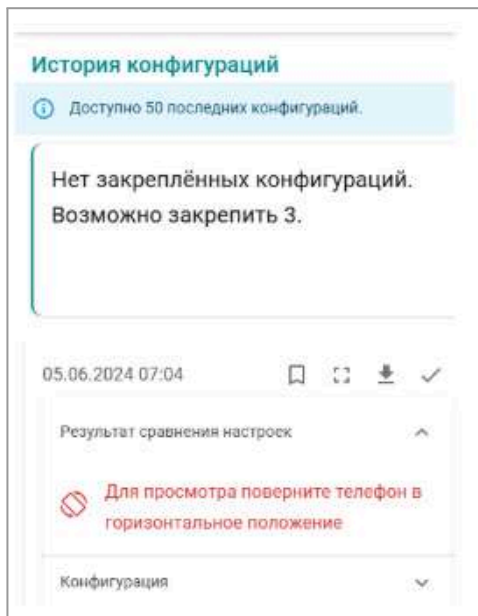 История конфигураций
Доступно 50 последних конфигураций.
Нет закреплённых конфигураций.
Возможно закрепить 3.
05.06.2024 07:04
Результат сравнения настроек
Для просмотра поверните телефон в
горизонтальное положение
Конфигурация